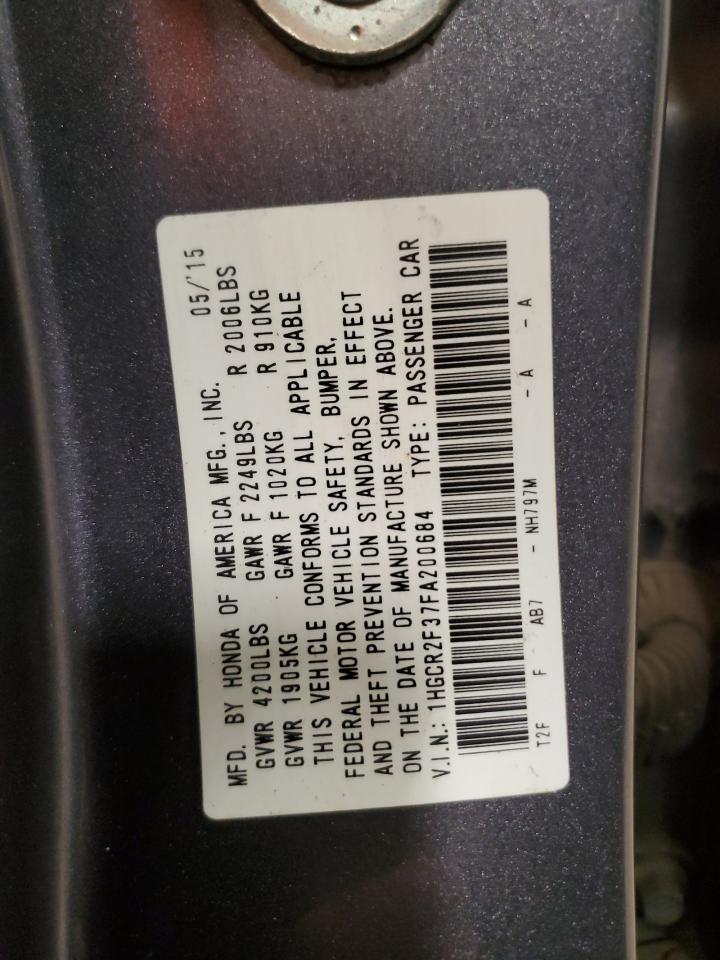 MFD. BY HONDA OF AMERICA MFG., INC. 05/'15
GVWR 4200LBS GAWR F 2249LBS R 2006LBS
GVWR 1905KG GAWR F 1020KG R 910KG
THIS VEHICLE CONFORMS TO ALL APPLICABLE
FEDERAL MOTOR VEHICLE SAFETY, BUMPER,
AND THEFT PREVENTION STANDARDS IN EFFECT
ON THE DATE OF MANUFACTURE SHOWN ABOVE.
V.I.N.: 1HGCR2F37FA200684 TYPE: PASSENGER CAR
T2F F AB7 - NH797M - A - A